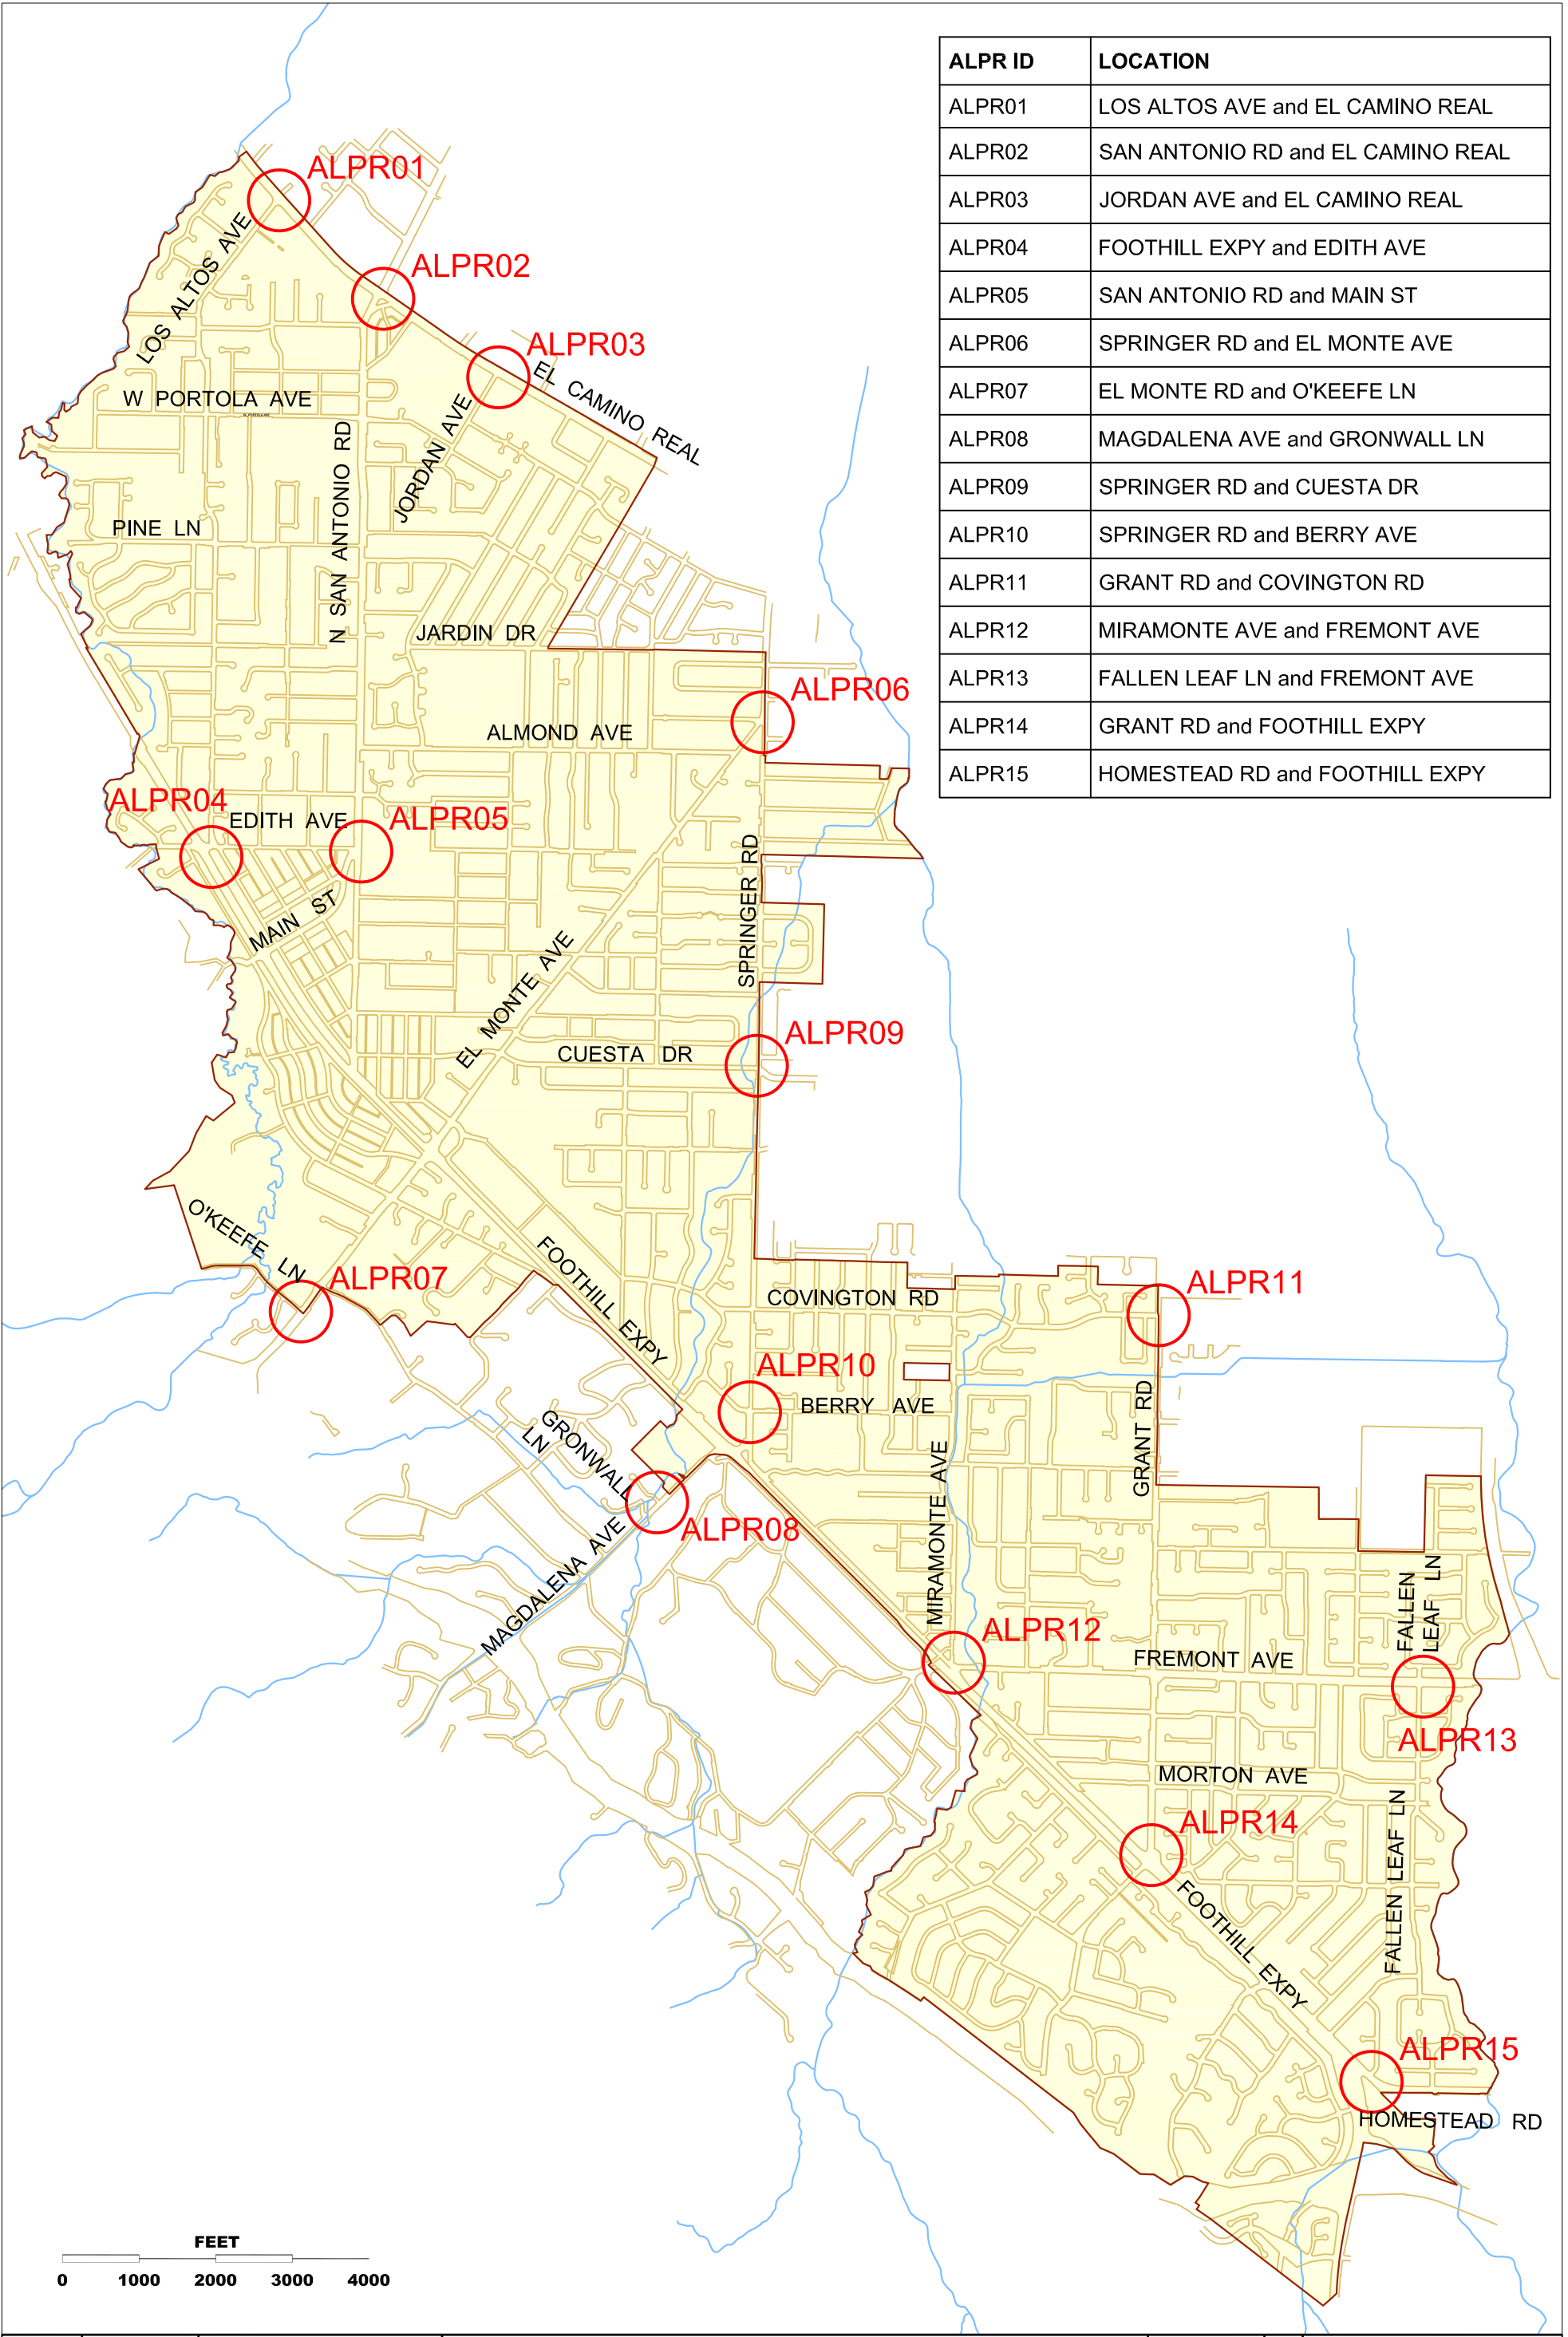 ALPR ID LOCATION
ALPR01 LOS ALTOS AVE and EL CAMINO REAL
ALPR02 SAN ANTONIO RD and EL CAMINO REAL
ALPR03 JORDAN AVE and EL CAMINO REAL
ALPR04 FOOTHILL EXPY and EDITH AVE
ALPR05 SAN ANTONIO RD and MAIN ST
ALPR06 SPRINGER RD and EL MONTE AVE
ALPR07 EL MONTE RD and O'KEEFE LN
ALPR08 MAGDALENA AVE and GRONWALL LN
ALPR09 SPRINGER RD and CUESTA DR
ALPR10 SPRINGER RD and BERRY AVE
ALPR11 GRANT RD and COVINGTON RD
ALPR12 MIRAMONTE AVE and FREMONT AVE
ALPR13 FALLEN LEAF LN and FREMONT AVE
ALPR14 GRANT RD and FOOTHILL EXPY
ALPR15 HOMESTEAD RD and FOOTHILL EXPY
ALPR01
LOS ALTOS AVE
ALPR02
ALPR03
EL CAMINO REAL
W PORTOLA AVE
JORDAN AVE
N SAN ANTONIO RD
PINE LN
JARDIN DR
ALPR06
ALMOND AVE
ALPR04
EDITH AVE
ALPR05
MAIN ST
SPRINGER RD
EL MONTE AVE
ALPR09
CUESTA DR
O'KEEFE LN
ALPR07
FOOTHILL EXPY
COVINGTON RD
ALPR11
ALPR10
BERRY AVE
GRANT RD
GRONWALL
LN
ALPR08
MAGDALENA AVE
MIRAMONTE AVE
ALPR12
FREMONT AVE
FALLEN
LEAF LN
ALPR13
MORTON AVE
ALPR14
FALLEN LEAF LN
FOOTHILL EXPY
ALPR15
HOMESTEAD RD
FEET
0 1000 2000 3000 4000